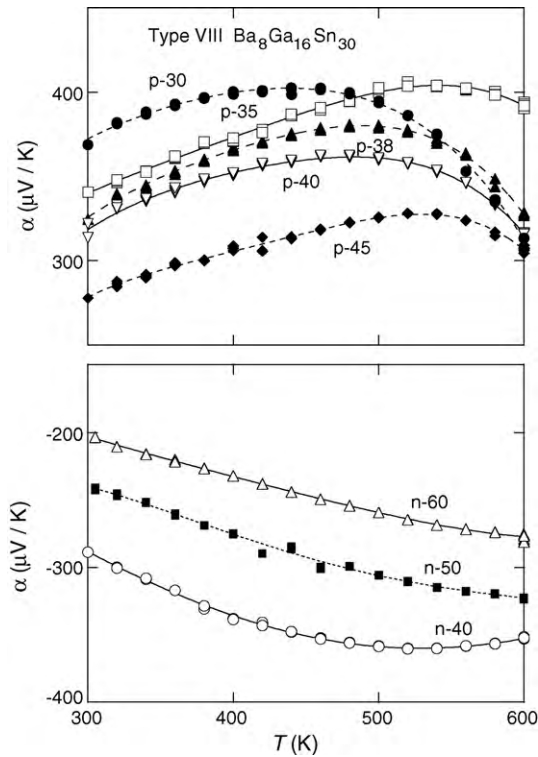 Type VIII Ba8Ga16Sn30
p-30
p-35
p-38
p-40
p-45
400
300
α (μV / K)
-200
-300
-400
α (μV / K)
n-60
n-50
n-40
300
400
500
600
T (K)